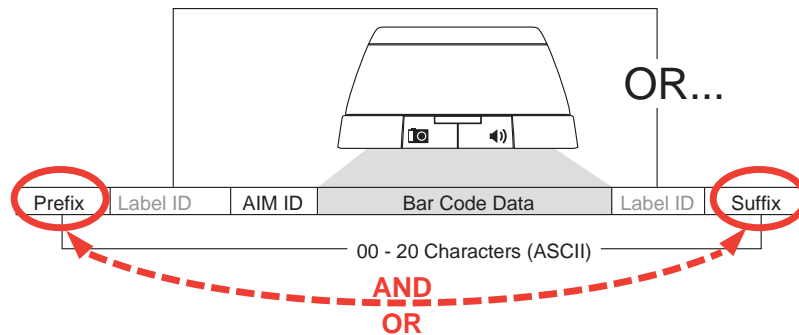 OR...
Prefix Label ID AIM ID Bar Code Data Label ID Suffix
00 - 20 Characters (ASCII)
AND
OR